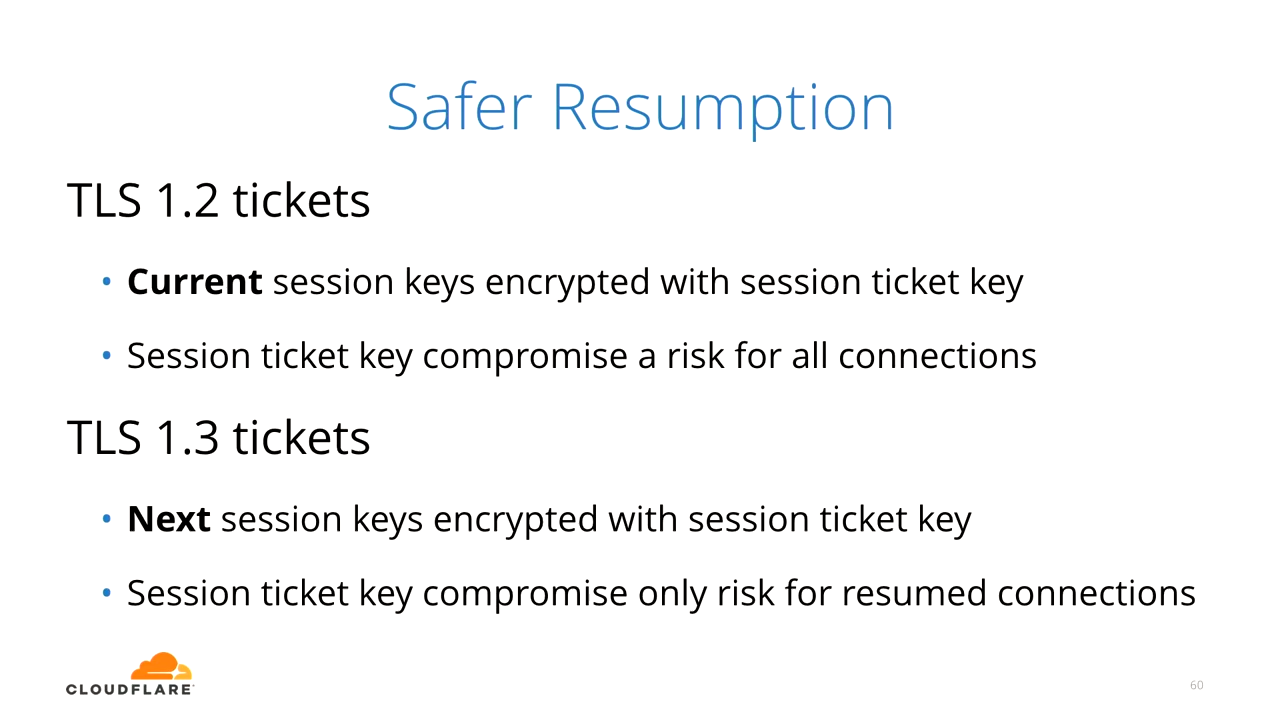 Safer Resumption
TLS 1.2 tickets
• Current session keys encrypted with session ticket key
• Session ticket key compromise a risk for all connections
TLS 1.3 tickets
• Next session keys encrypted with session ticket key
• Session ticket key compromise only risk for resumed connections
CLOUDFLARE
60